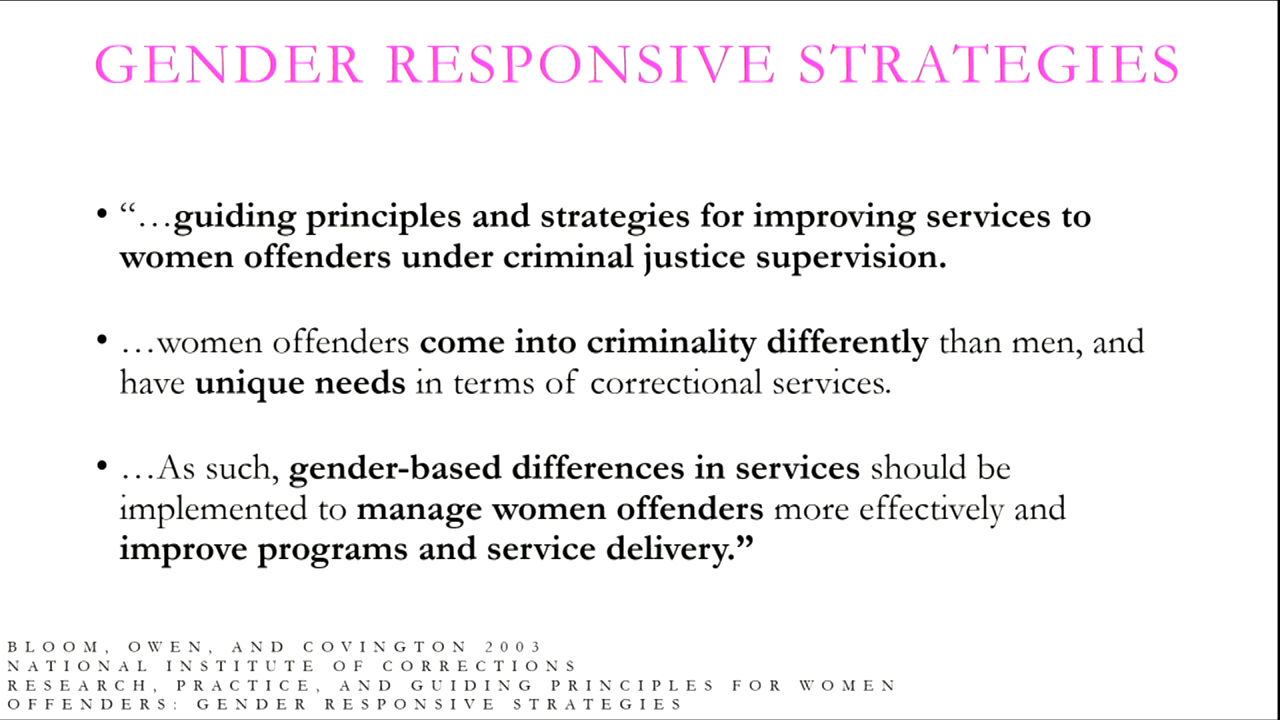 GENDER RESPONSIVE STRATEGIES
• “…guiding principles and strategies for improving services to
women offenders under criminal justice supervision.
• …women offenders come into criminality differently than men, and
have unique needs in terms of correctional services.
• …As such, gender-based differences in services should be
implemented to manage women offenders more effectively and
improve programs and service delivery.”
BLOOM, OWEN, AND COVINGTON 2003
NATIONAL INSTITUTE OF CORRECTIONS
RESEARCH, PRACTICE, AND GUIDING PRINCIPLES FOR WOMEN
OFFENDERS: GENDER RESPONSIVE STRATEGIES